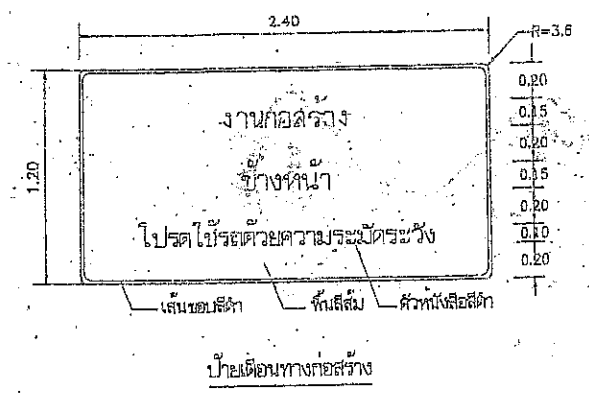 2.40
R=3.6
1.20
0.20
0.15
0.20
0.15
0.20
0.10
0.20
งานก่อสร้าง
ข้างหน้า
โปรดใช้รถด้วยความระมัดระวัง
เส้นขอบสีดำ
พื้นสีส้ม
ตัวหนังสือสีดำ
ป้ายเตือนทางก่อสร้าง